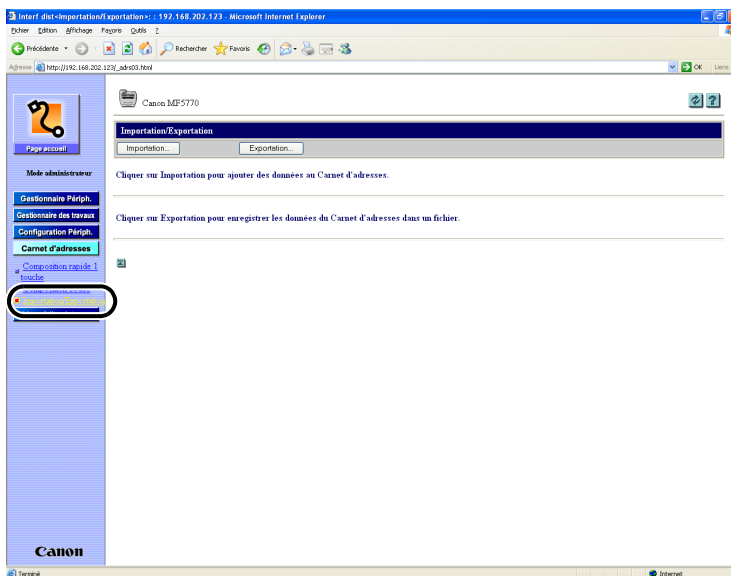 Interf dist<Importation/Exportation>: : 192.168.202.123 - Microsoft Internet Explorer
Fichier Edition Affichage Favoris Outils ?
Précédente Rechercher Favoris
Adresse http://192.168.202.123/_adrs03.html OK Liens
Canon MF5770
Page accueil
Importation/Exportation
Importation... Exportation...
Mode administrateur
Cliquer sur Importation pour ajouter des données au Carnet d'adresses.
Gestionnaire Périph.
Gestionnaire des travaux
Cliquer sur Exportation pour enregistrer les données du Carnet d'adresses dans un fichier.
Configuration Périph.
Carnet d'adresses
Composition rapide 1
touche
Importation/Exportation
Canon
Terminé Internet